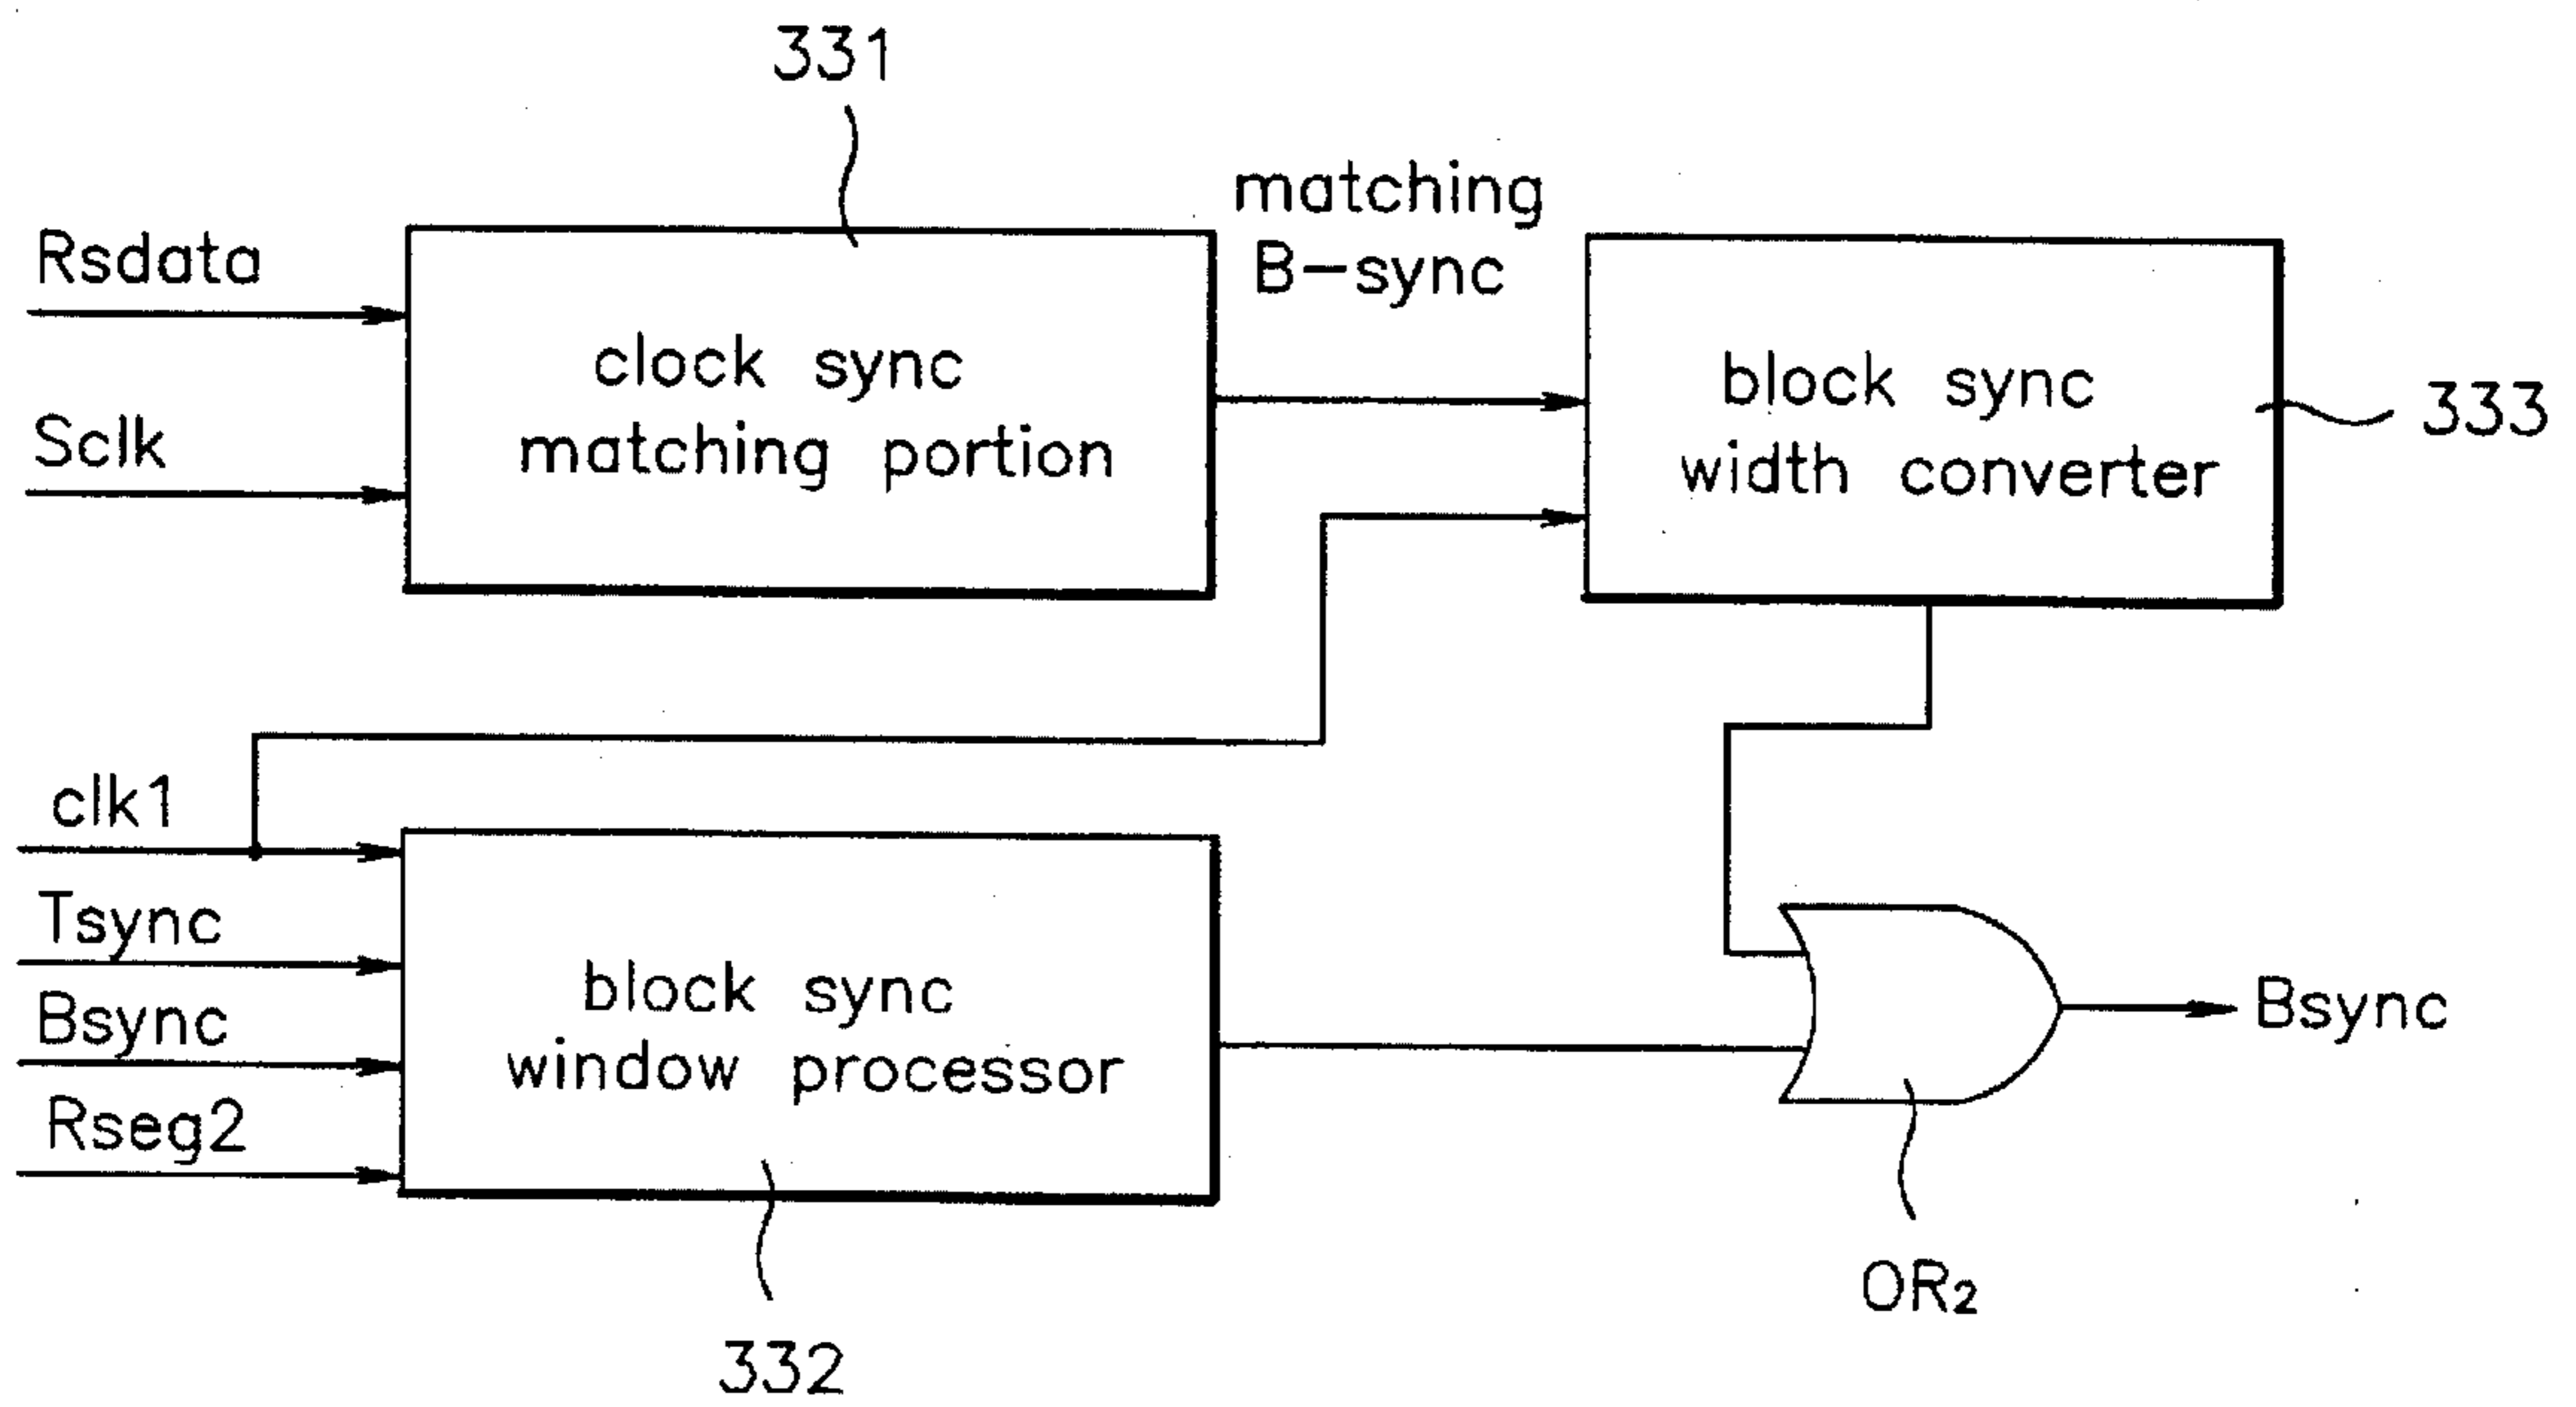 331
matching
B-sync
Rsdata
clock sync
matching portion
Sclk
block sync
width converter
333
clk1
Tsync
Bsync
Rseg2
block sync
window processor
Bsync
OR2
332